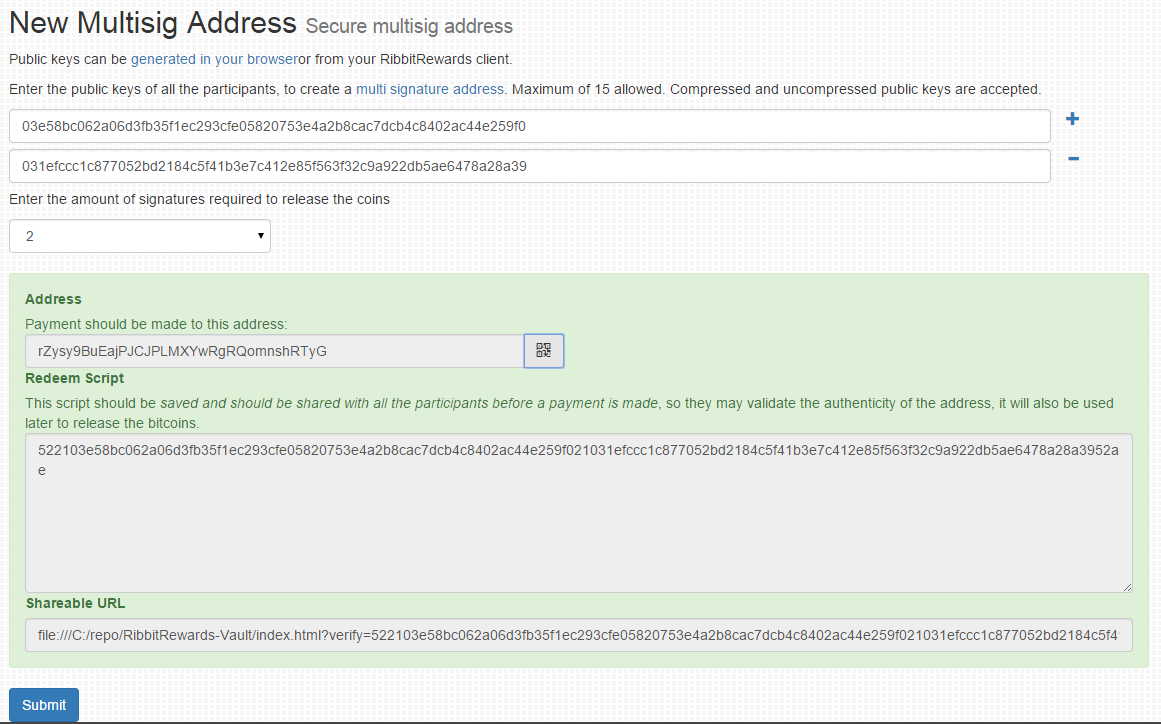 New Multisig Address Secure multisig address
Public keys can be generated in your browseror from your RibbitRewards client.
Enter the public keys of all the participants, to create a multi signature address. Maximum of 15 allowed. Compressed and uncompressed public keys are accepted.
03e58bc062a06d3fb35f1ec293cfe05820753e4a2b8cac7dcb4c8402ac44e259f0
031efccc1c877052bd2184c5f41b3e7c412e85f563f32c9a922db5ae6478a28a39
Enter the amount of signatures required to release the coins
2
Address
Payment should be made to this address:
rZysy9BuEajPJCJPLMXYwRgRQomnshRTyG
Redeem Script
This script should be saved and should be shared with all the participants before a payment is made, so they may validate the authenticity of the address, it will also be used
later to release the bitcoins.
522103e58bc062a06d3fb35f1ec293cfe05820753e4a2b8cac7dcb4c8402ac44e259f021031efccc1c877052bd2184c5f41b3e7c412e85f563f32c9a922db5ae6478a28a3952a
e
Shareable URL
file:///C:/repo/RibbitRewards-Vault/index.html?verify=522103e58bc062a06d3fb35f1ec293cfe05820753e4a2b8cac7dcb4c8402ac44e259f021031efccc1c877052bd2184c5f4
Submit